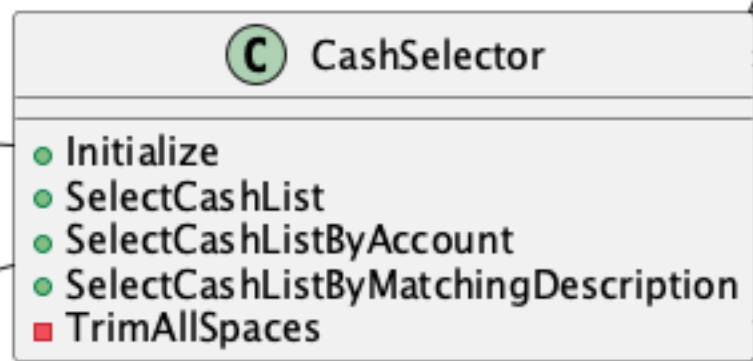 C CashSelector
Initialize
SelectCashList
SelectCashListByAccount
SelectCashListByMatchingDescription
TrimAllSpaces